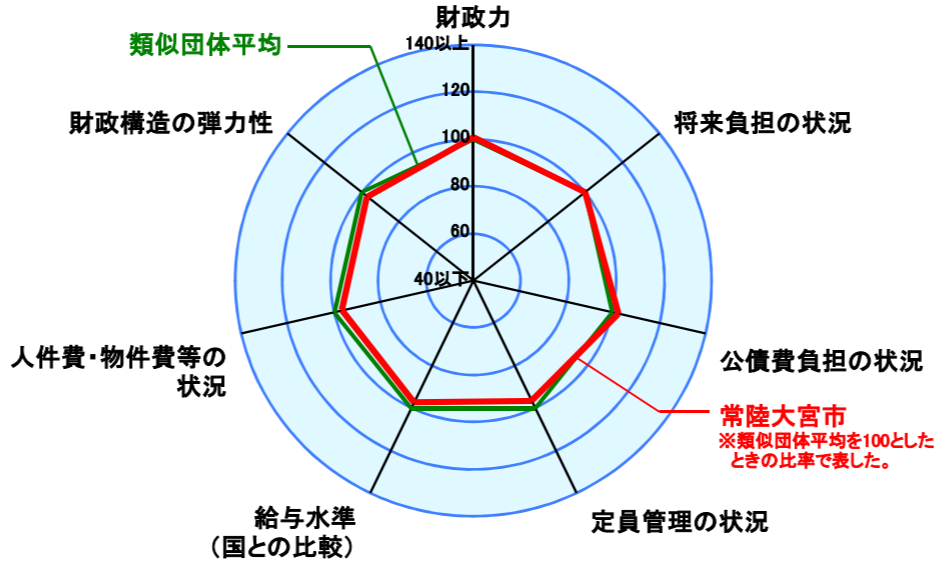 財政力
140以上
類似団体平均
120
財政構造の弾力性
将来負担の状況
100
80
60
40以下
人件費・物件費等の
状況
公債費負担の状況
常陸大宮市
※類似団体平均を100とした
ときの比率で表した。
給与水準
(国との比較)
定員管理の状況